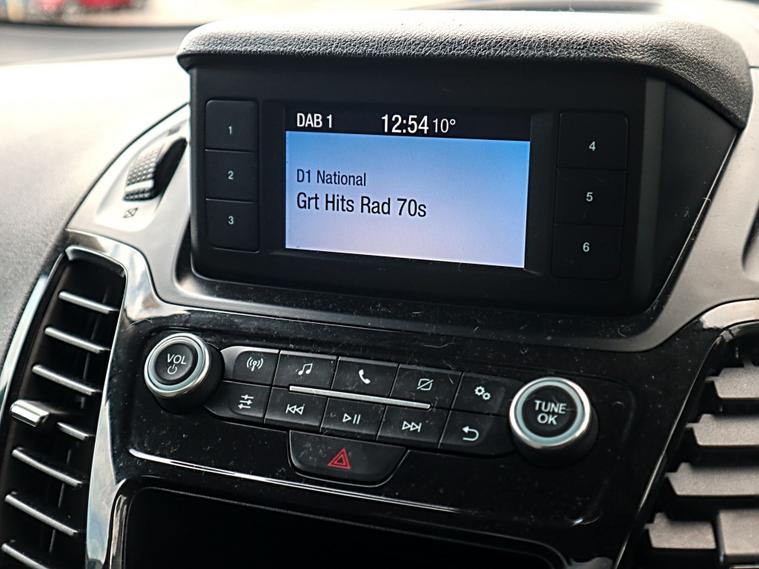 DAB 1 12:54 10°
D1 National
Grt Hits Rad 70s
1
2
3
4
5
6
VOL
TUNE
OK